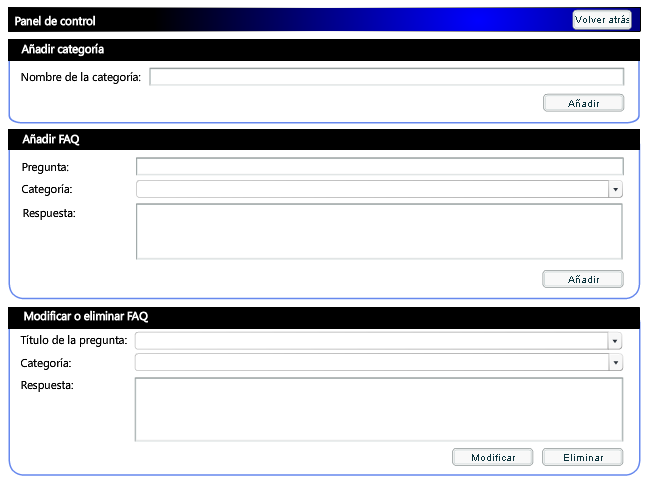 Panel de control Volver atrás
Añadir categoría
Nombre de la categoría:
Añadir
Añadir FAQ
Pregunta:
Categoría:
Respuesta:
Añadir
Modificar o eliminar FAQ
Título de la pregunta:
Categoría:
Respuesta:
Modificar Eliminar